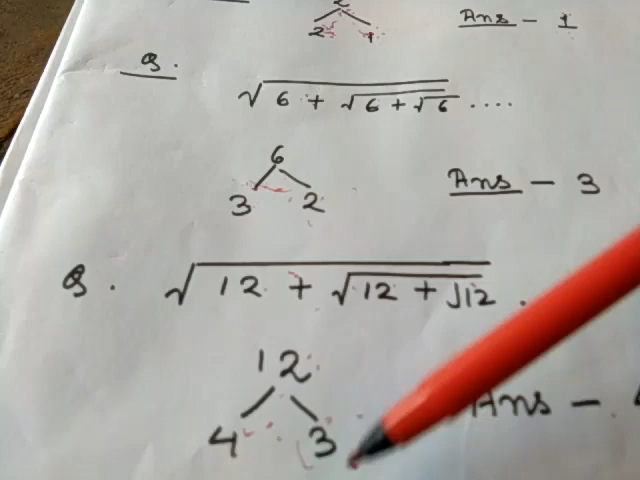 2
2 1 Ans - 1
Q.
√6 + √6 + √6 ....
6
3 2 Ans - 3
Q. √12 + √12 + √12 .
12
4 3 Ans -